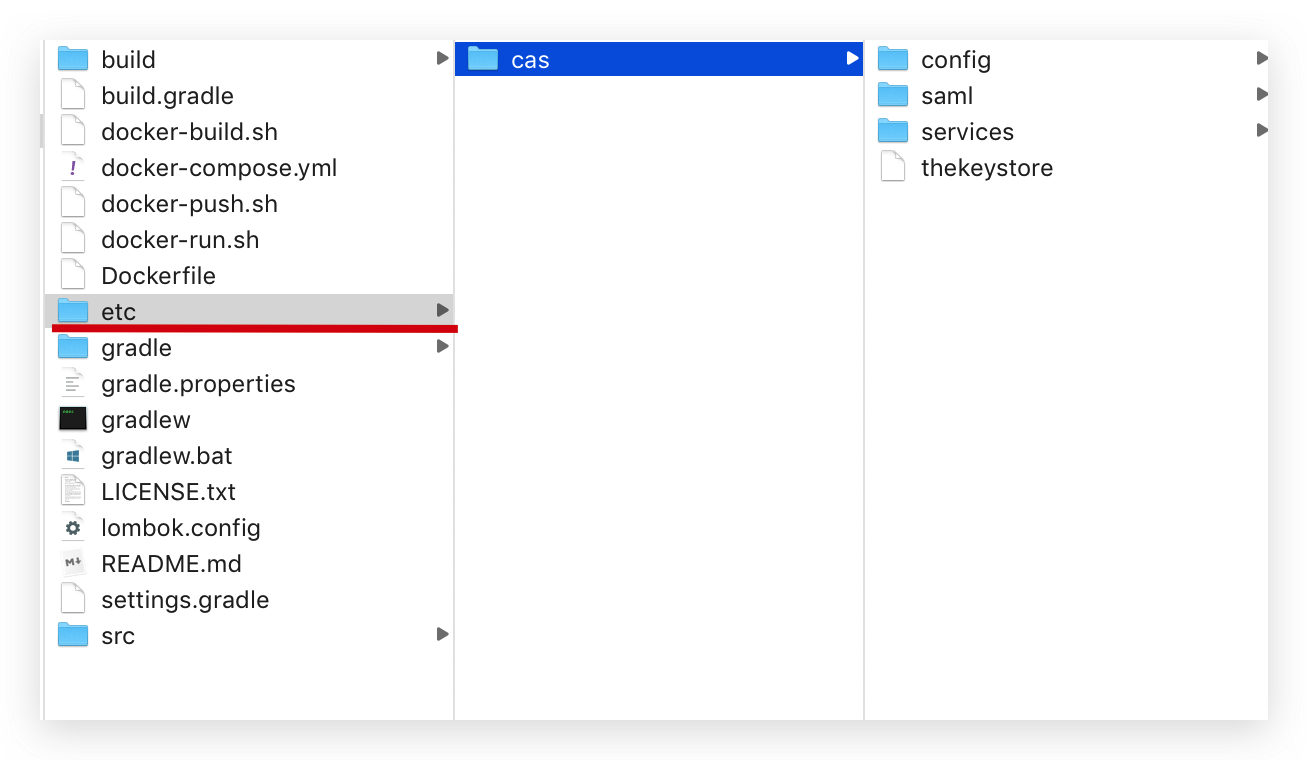 build
build.gradle
docker-build.sh
docker-compose.yml
docker-push.sh
docker-run.sh
Dockerfile
etc
gradle
gradle.properties
gradlew
gradlew.bat
LICENSE.txt
lombok.config
README.md
settings.gradle
src
cas
config
saml
services
thekeystore